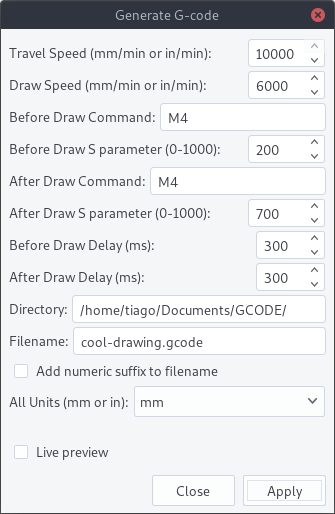 Generate G-code
Travel Speed (mm/min or in/min): 10000
Draw Speed (mm/min or in/min): 6000
Before Draw Command: M4
Before Draw S parameter (0-1000): 200
After Draw Command: M4
After Draw S parameter (0-1000): 700
Before Draw Delay (ms): 300
After Draw Delay (ms): 300
Directory: /home/tiago/Documents/GCODE/
Filename: cool-drawing.gcode
Add numeric suffix to filename
All Units (mm or in): mm
Live preview
Close Apply